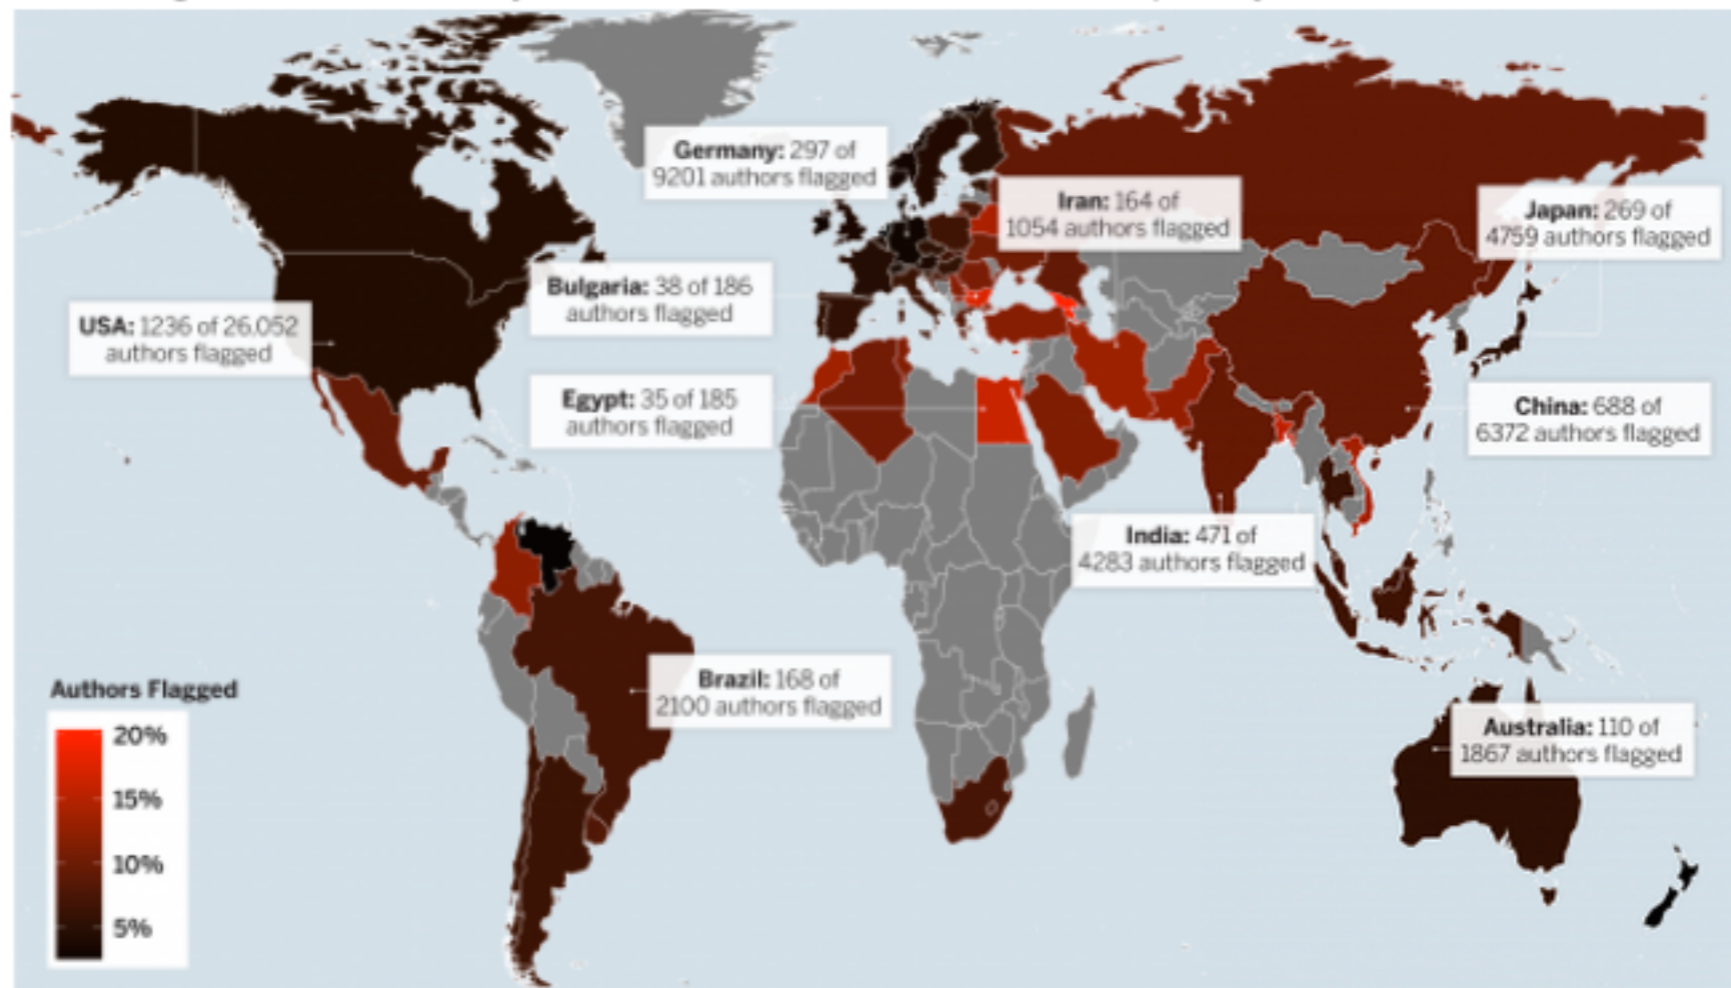 Germany: 297 of
9201 authors flagged
Iran: 164 of
1054 authors flagged
Japan: 269 of
4759 authors flagged
Bulgaria: 38 of 186
authors flagged
USA: 1236 of 26,052
authors flagged
Egypt: 35 of 185
authors flagged
China: 688 of
6372 authors flagged
India: 471 of
4283 authors flagged
Brazil: 168 of
2100 authors flagged
Authors Flagged
20%
15%
10%
5%
Australia: 110 of
1867 authors flagged